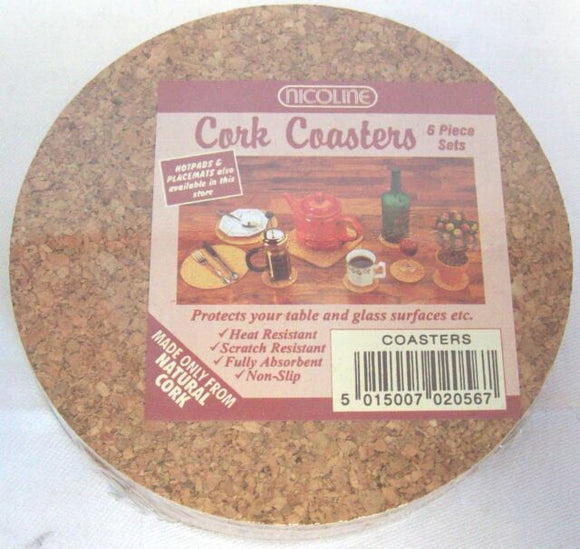 NICOLINE
Cork Coasters
6 Piece
Sets
HOTPADS &
PLACEMATS also
available in this
store
Protects your table and glass surfaces etc.
✓Heat Resistant
✓Scratch Resistant
✓Fully Absorbent
✓Non-Slip
MADE ONLY FROM
NATURAL
CORK
COASTERS
5 015007 020567